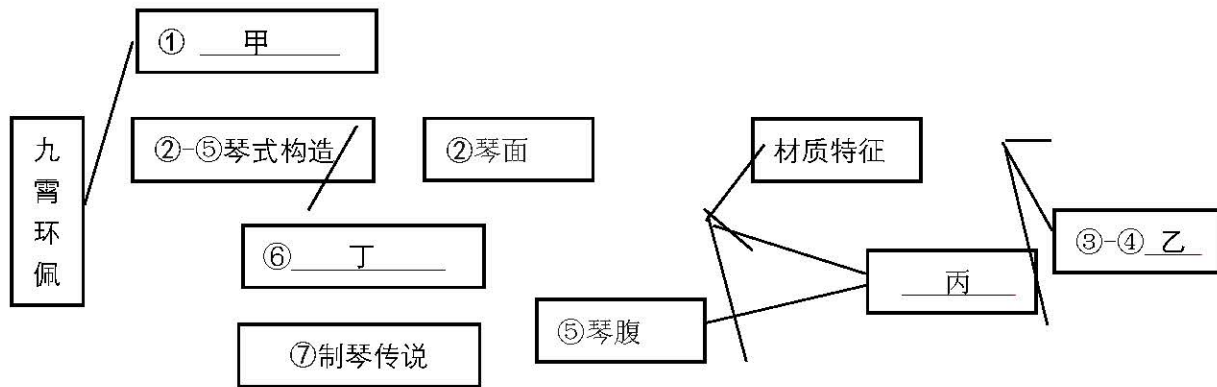 ① 甲
九霄环佩
②-⑤琴式构造
②琴面
材质特征
③-④ 乙
⑥ 丁
丙
⑤琴腹
⑦制琴传说